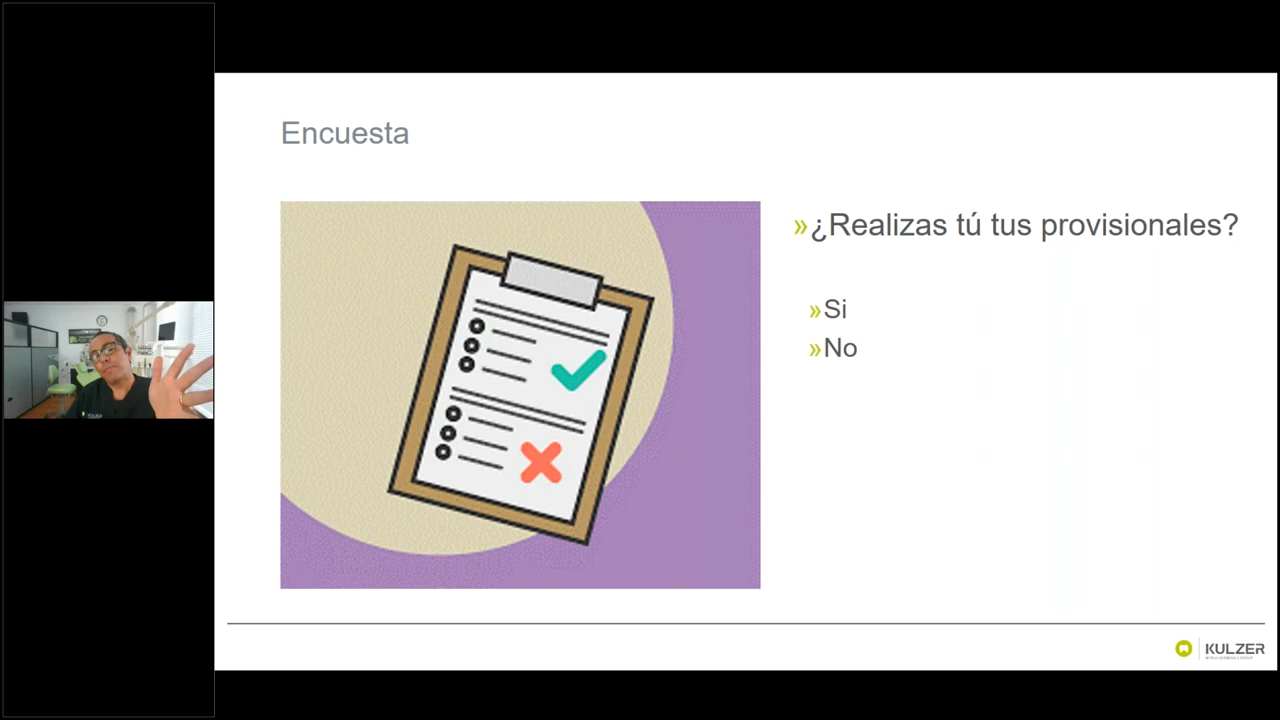 Encuesta
»¿Realizas tú tus provisionales?
»Si
»No
KULZER